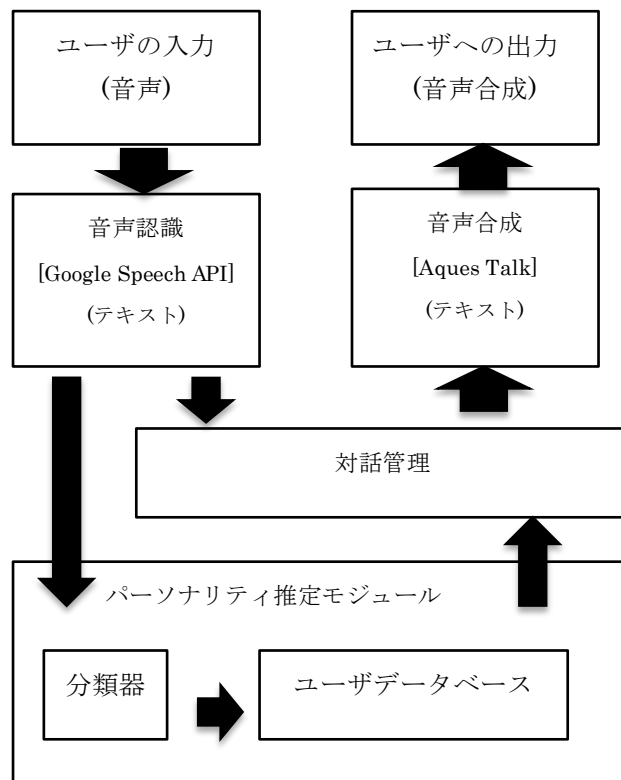 ユーザの入力
(音声)
ユーザへの出力
(音声合成)
音声認識
[Google Speech API]
(テキスト)
音声合成
[Aques Talk]
(テキスト)
対話管理
パーソナリティ推定モジュール
分類器
ユーザデータベース